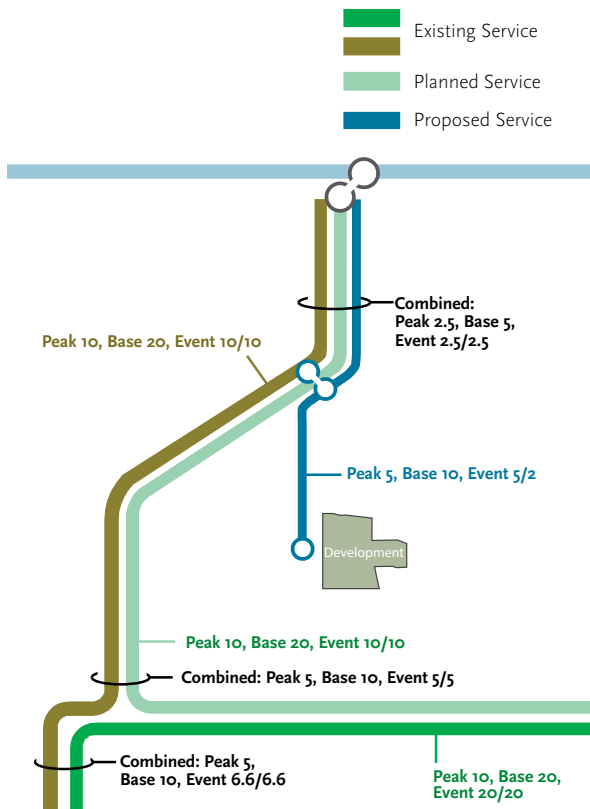 Existing Service
Planned Service
Proposed Service
Combined:
Peak 2.5, Base 5,
Event 2.5/2.5
Peak 10, Base 20, Event 10/10
Peak 5, Base 10, Event 5/2
Development
Peak 10, Base 20, Event 10/10
Combined: Peak 5, Base 10, Event 5/5
Combined: Peak 5,
Base 10, Event 6.6/6.6
Peak 10, Base 20,
Event 20/20